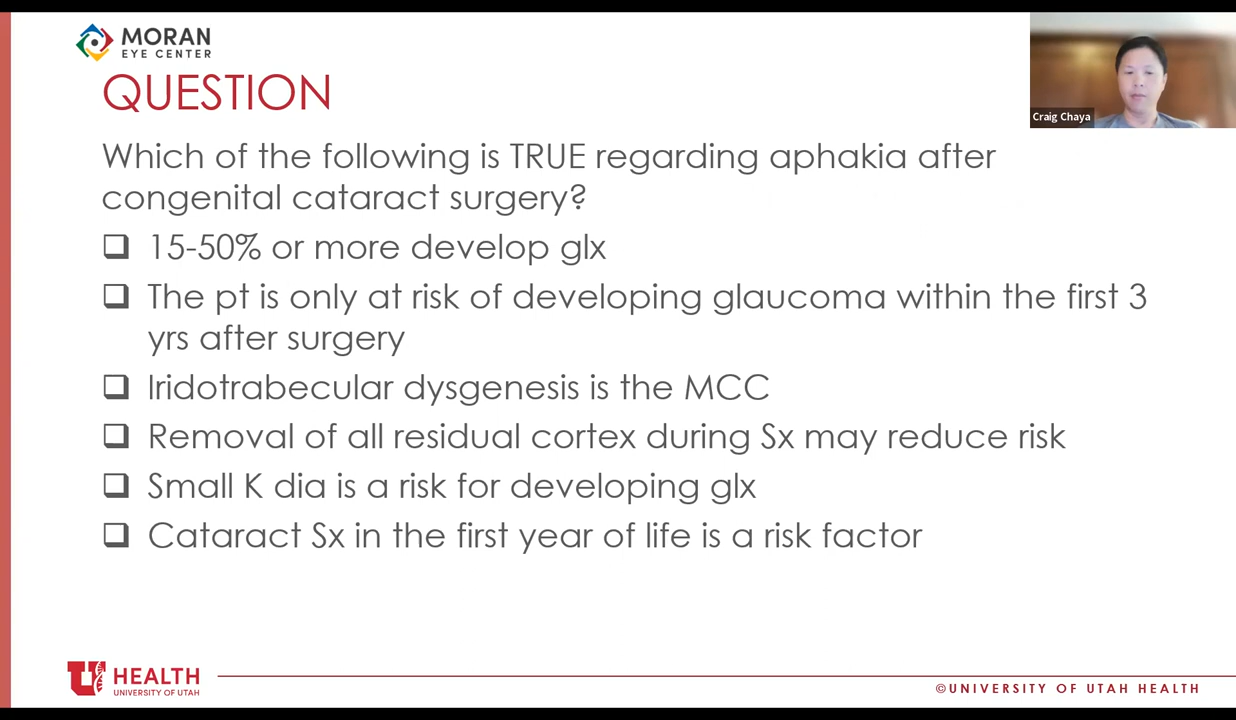 MORAN
EYE CENTER
QUESTION
Craig Chaya
Which of the following is TRUE regarding aphakia after
congenital cataract surgery?
15-50% or more develop glx
The pt is only at risk of developing glaucoma within the first 3
yrs after surgery
Iridotrabecular dysgenesis is the MCC
Removal of all residual cortex during Sx may reduce risk
Small K dia is a risk for developing glx
Cataract Sx in the first year of life is a risk factor
U HEALTH
UNIVERSITY OF UTAH
©UNIVERSITY OF UTAH HEALTH